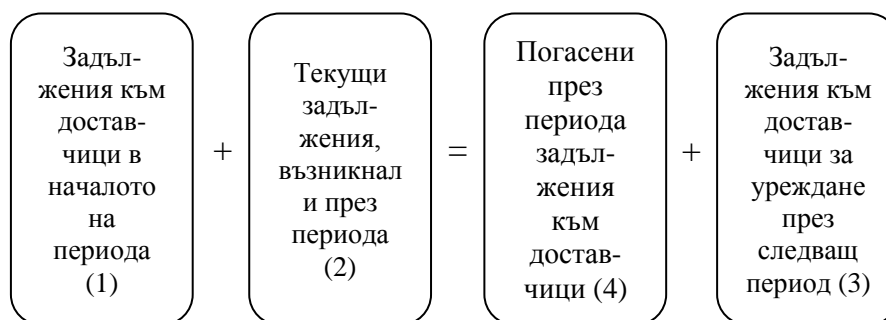 Задъл-
жения към
достав-
чици в
началото
на
периода
(1)
+
Текущи
задъл-
жения,
възникнал
и през
периода
(2)
=
Погасени
през
периода
задъл-
жения
към
достав-
чици (4)
+
Задъл-
жения към
достав-
чици за
уреждане
през
следващ
период (3)